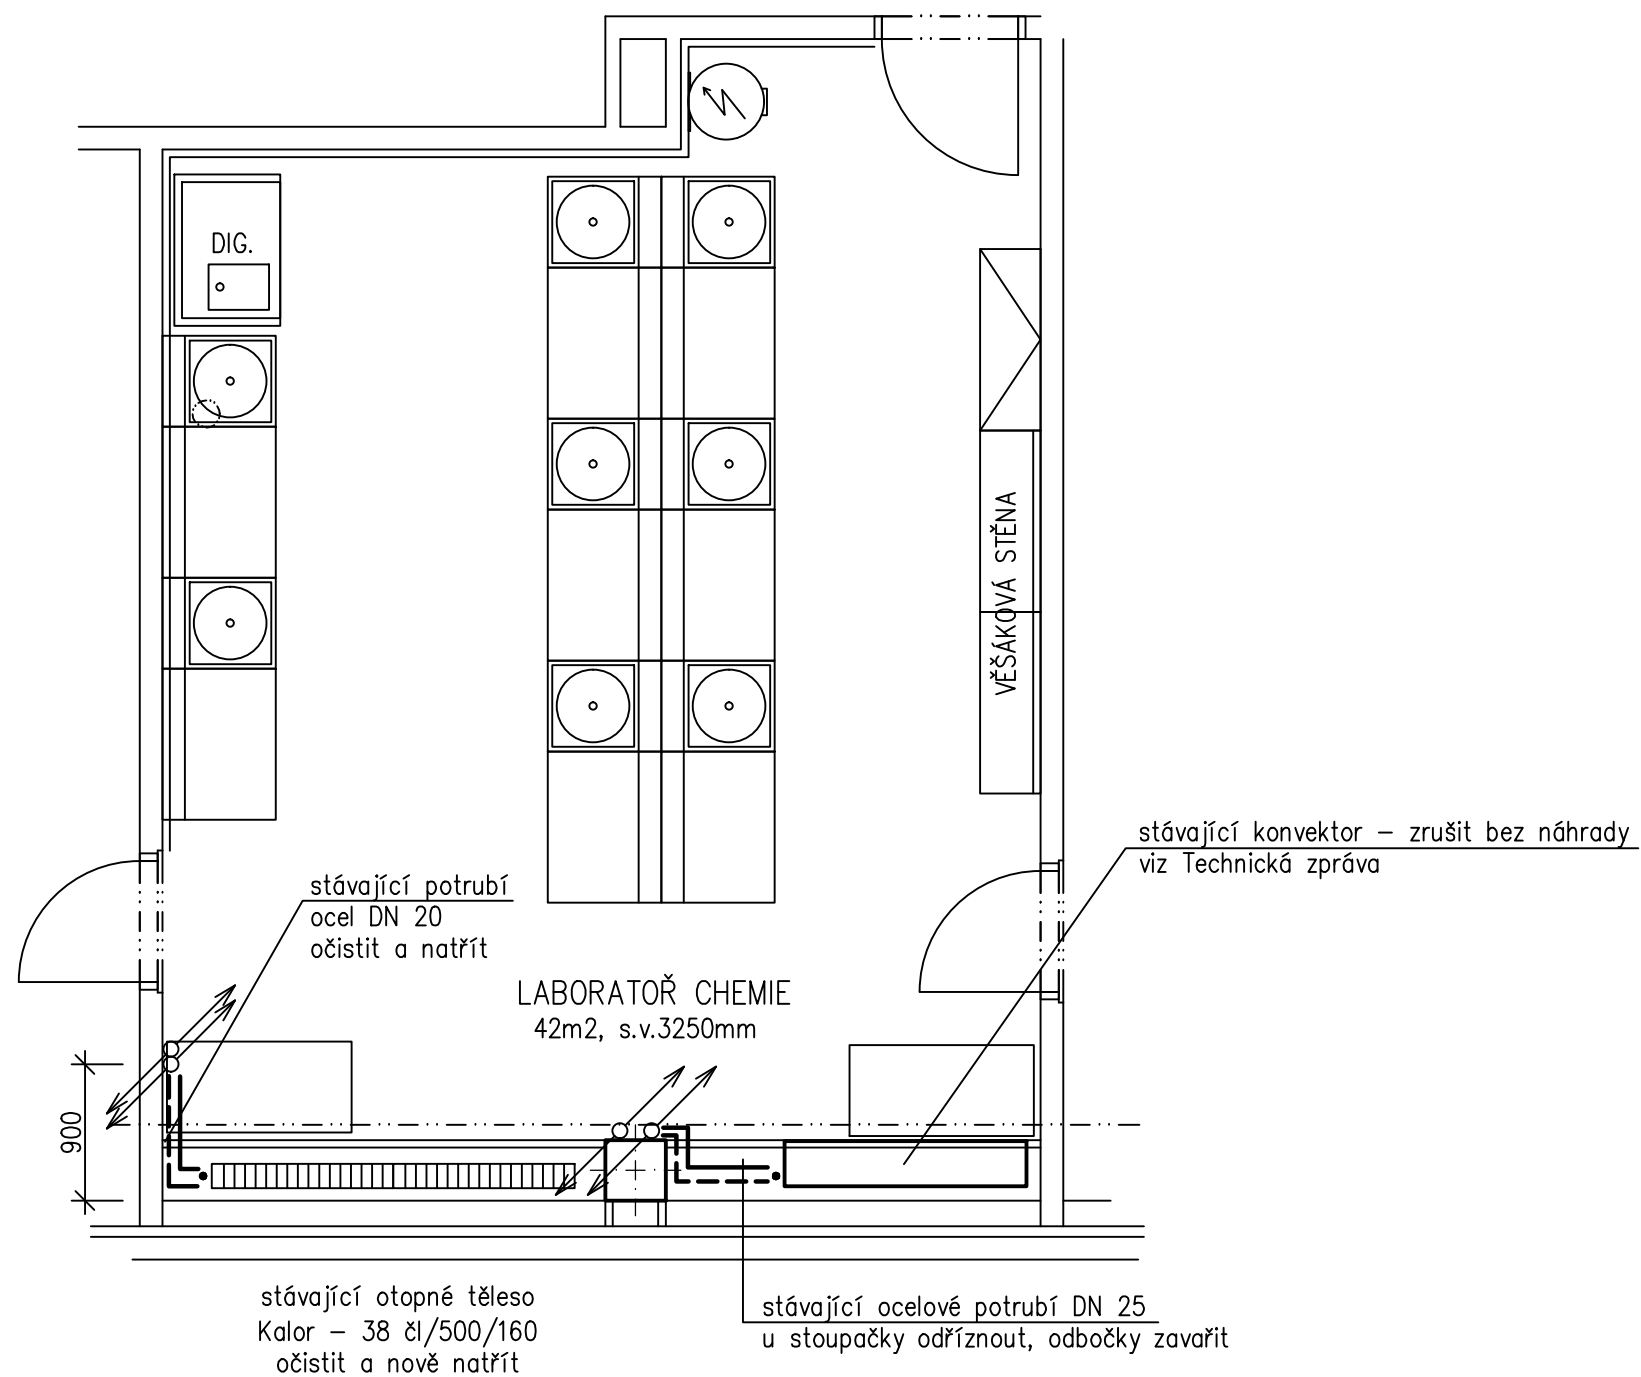 DIG.
VĚŠÁKOVÁ STĚNA
stávající konvektor – zrušit bez náhrady
viz Technická zpráva
stávající potrubí
ocel DN 20
očistit a natřít
LABORATOŘ CHEMIE
42m2, s.v.3250mm
900
stávající otopné těleso
Kalor – 38 čl/500/160
očistit a nově natřít
stávající ocelové potrubí DN 25
u stoupačky odříznout, odbočky zavařit